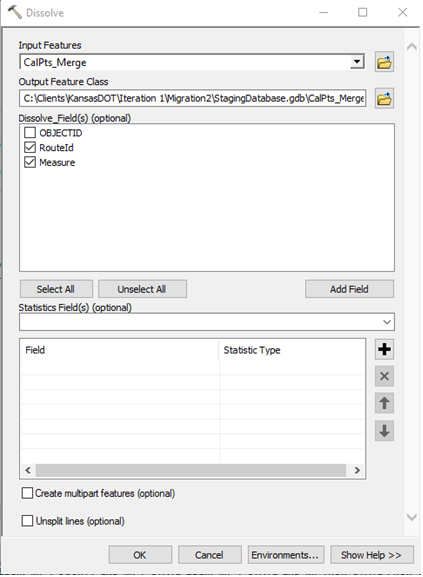 Dissolve
Input Features
CalPts_Merge
Output Feature Class
C:\Clients\KansasDOT\Iteration 1\Migration2\StagingDatabase.gdb\CalPts_Merge
Dissolve_Field(s) (optional)
OBJECTID
RouteId
Measure
Select All Unselect All Add Field
Statistics Field(s) (optional)
Field Statistic Type
Create multipart features (optional)
Unsplit lines (optional)
OK Cancel Environments... Show Help >>